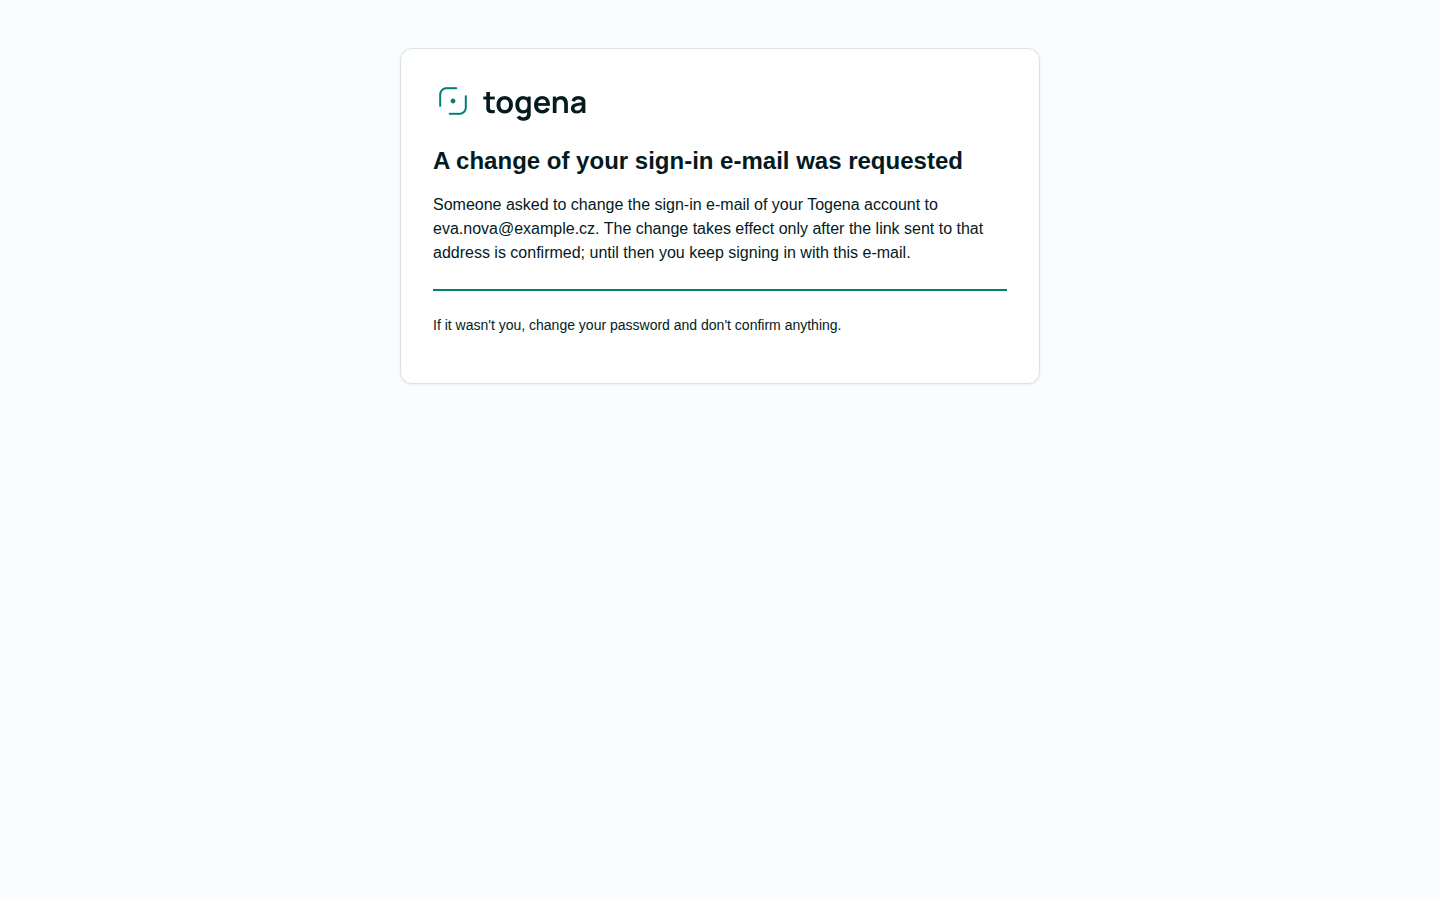 togena
A change of your sign-in e-mail was requested
Someone asked to change the sign-in e-mail of your Togena account to
eva.nova@example.cz. The change takes effect only after the link sent to that
address is confirmed; until then you keep signing in with this e-mail.
If it wasn't you, change your password and don't confirm anything.